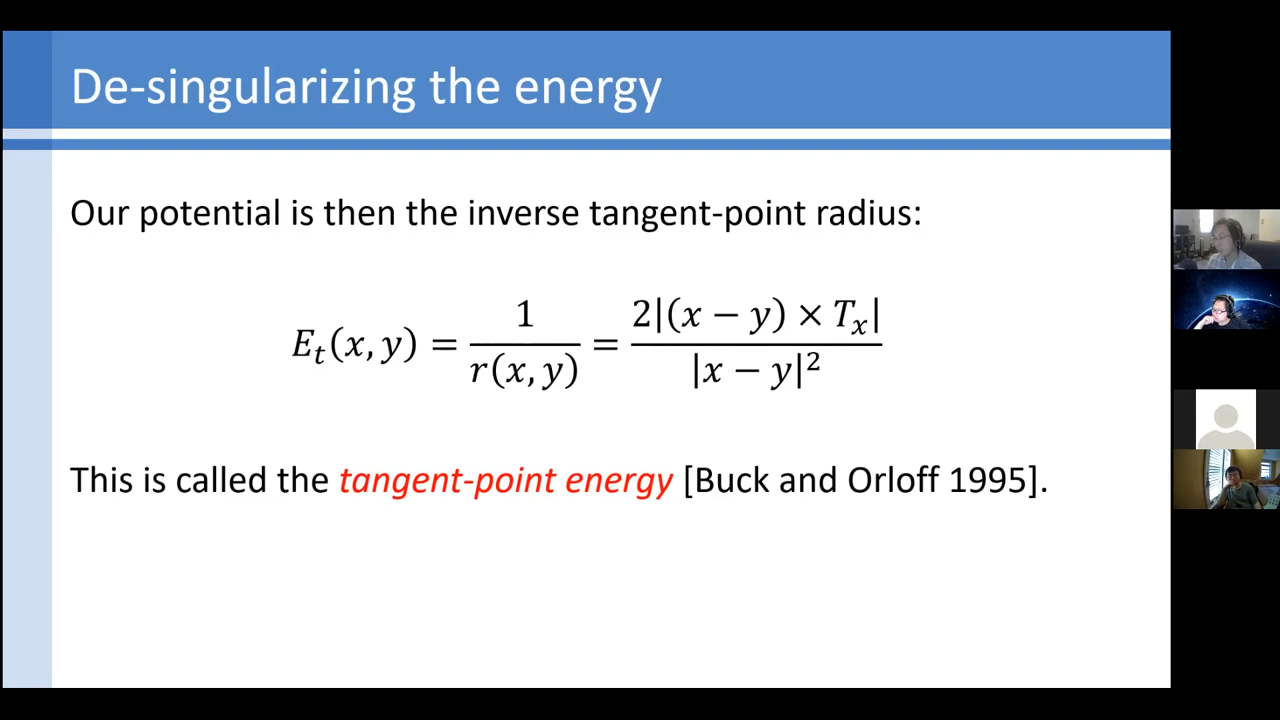 De-singularizing the energy
Our potential is then the inverse tangent-point radius:
E_t(x, y) = 1 / r(x, y) = 2|(x − y) × T_x| / |x − y|²
This is called the tangent-point energy [Buck and Orloff 1995].